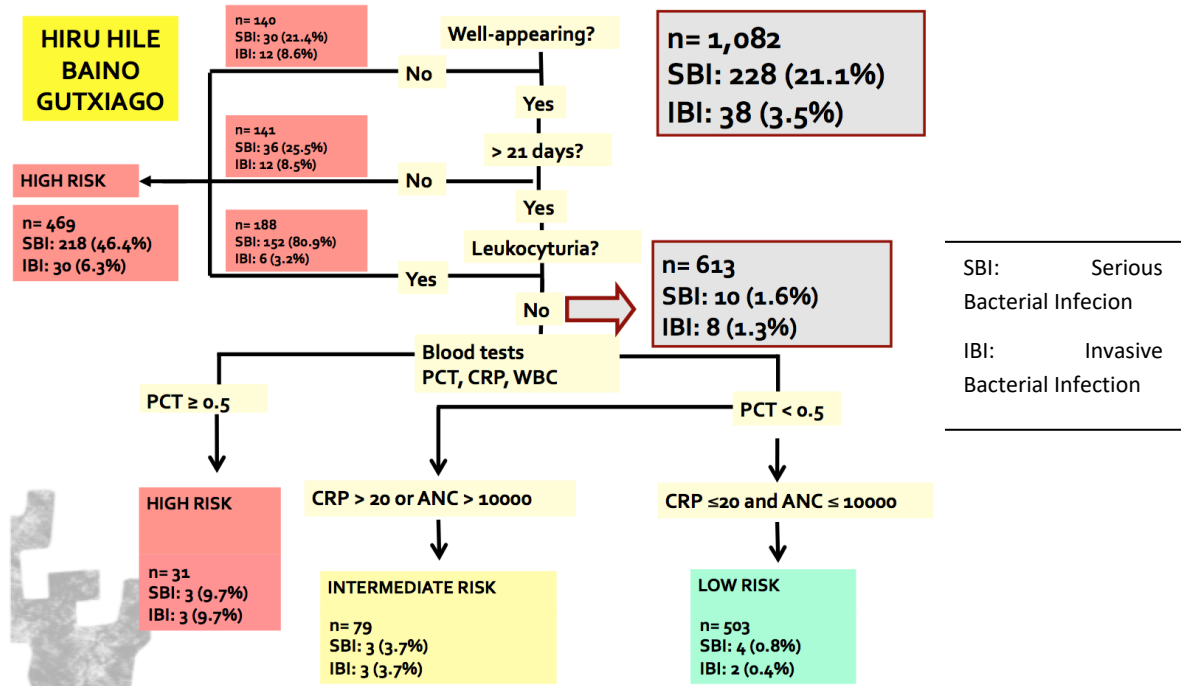 HIRU HILE
BAINO
GUTXIAGO
n= 140
SBI: 30 (21.4%)
IBI: 12 (8.6%)
Well-appearing?
No
Yes
n= 1,082
SBI: 228 (21.1%)
IBI: 38 (3.5%)
n= 141
SBI: 36 (25.5%)
IBI: 12 (8.5%)
> 21 days?
No
Yes
HIGH RISK
n= 469
SBI: 218 (46.4%)
IBI: 30 (6.3%)
n= 188
SBI: 152 (80.9%)
IBI: 6 (3.2%)
Leukocyturia?
Yes
No
n= 613
SBI: 10 (1.6%)
IBI: 8 (1.3%)
SBI: Serious
Bacterial Infecion
IBI: Invasive
Bacterial Infection
Blood tests
PCT, CRP, WBC
PCT ≥ 0.5
PCT < 0.5
CRP > 20 or ANC > 10000
CRP ≤20 and ANC ≤ 10000
HIGH RISK
n= 31
SBI: 3 (9.7%)
IBI: 3 (9.7%)
INTERMEDIATE RISK
n= 79
SBI: 3 (3.7%)
IBI: 3 (3.7%)
LOW RISK
n= 503
SBI: 4 (0.8%)
IBI: 2 (0.4%)